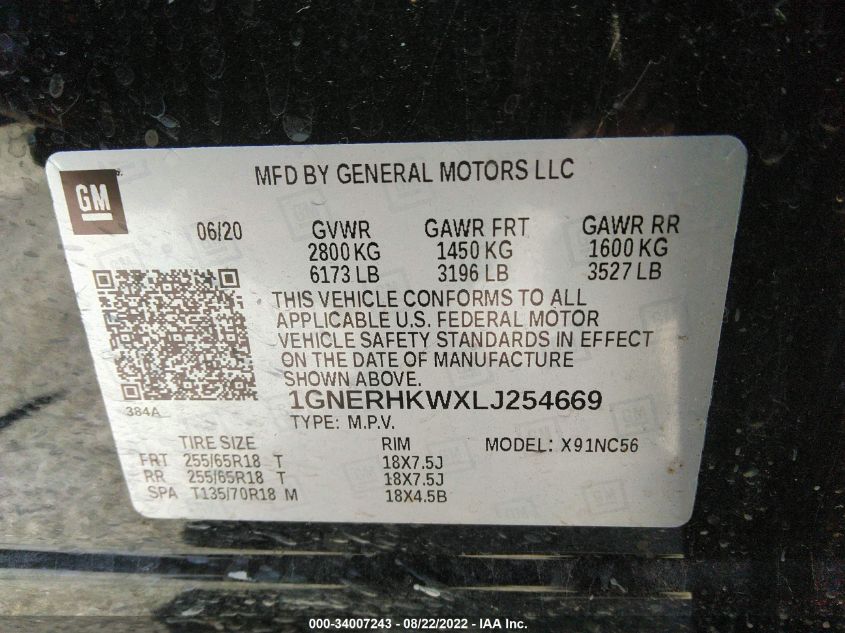 MFD BY GENERAL MOTORS LLC
GM
06/20 GVWR GAWR FRT GAWR RR
2800 KG 1450 KG 1600 KG
6173 LB 3196 LB 3527 LB
THIS VEHICLE CONFORMS TO ALL
APPLICABLE U.S. FEDERAL MOTOR
VEHICLE SAFETY STANDARDS IN EFFECT
ON THE DATE OF MANUFACTURE
SHOWN ABOVE.
1GNERHKWXLJ254669
384A
TYPE: M.P.V.
TIRE SIZE RIM MODEL: X91NC56
FRT 255/65R18 T 18X7.5J
RR 255/65R18 T 18X7.5J
SPA T135/70R18 M 18X4.5B
000-34007243 - 08/22/2022 - IAA Inc.